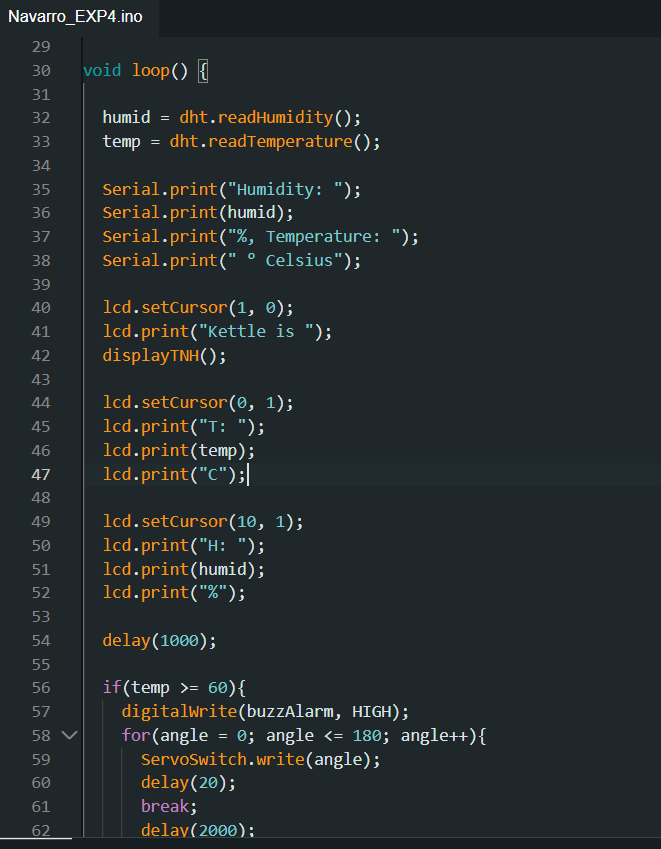 Navarro_EXP4.ino
29
30 void loop() {
31
32 humid = dht.readHumidity();
33 temp = dht.readTemperature();
34
35 Serial.print("Humidity: ");
36 Serial.print(humid);
37 Serial.print("%, Temperature: ");
38 Serial.print(" ° Celsius");
39
40 lcd.setCursor(1, 0);
41 lcd.print("Kettle is ");
42 displayTNH();
43
44 lcd.setCursor(0, 1);
45 lcd.print("T: ");
46 lcd.print(temp);
47 lcd.print("C");
48
49 lcd.setCursor(10, 1);
50 lcd.print("H: ");
51 lcd.print(humid);
52 lcd.print("%");
53
54 delay(1000);
55
56 if(temp >= 60){
57 digitalWrite(buzzAlarm, HIGH);
58 for(angle = 0; angle <= 180; angle++){
59 ServoSwitch.write(angle);
60 delay(20);
61 break;
62 delay(2000);